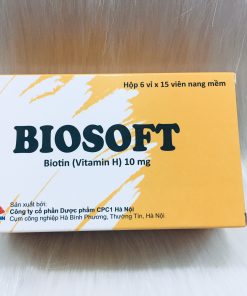 Hộp 6 vỉ x 15 viên nang mềm
BIOSOFT
Biotin (Vitamin H) 10 mg
Sản xuất bởi:
Công ty cổ phần Dược phẩm CPC1 Hà Nội
Cụm công nghiệp Hà Bình Phương, Thường Tín, Hà Nội